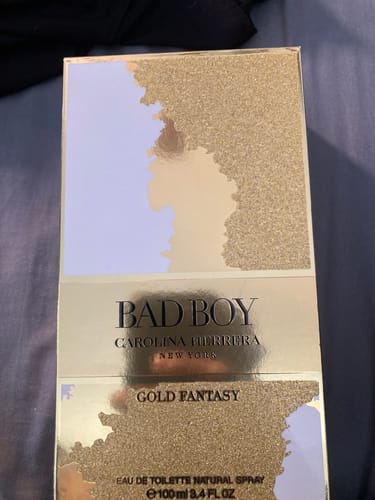 BAD BOY
CAROLINA HERRERA
NEW YORK
GOLD FANTASY
EAU DE TOILETTE NATURAL SPRAY
℮100 ml 3.4 FL OZ